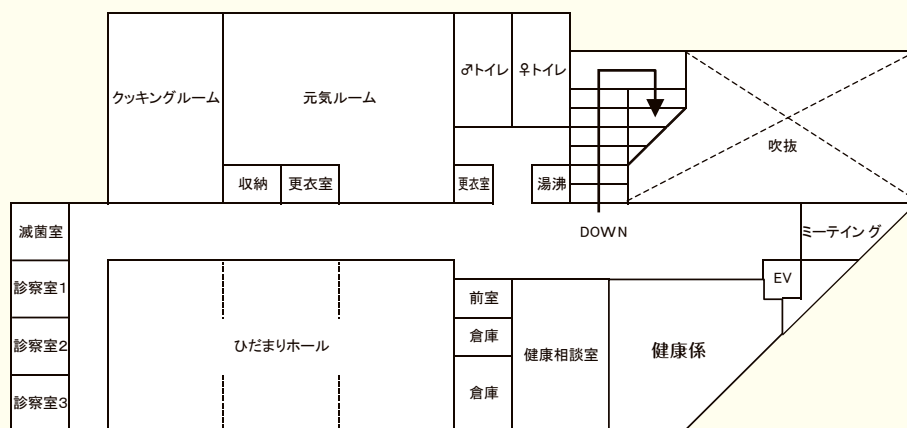 ♂トイレ
♀トイレ
クッキングルーム
元気ルーム
吹抜
収納
更衣室
更衣室
湯沸
滅菌室
DOWN
ミーテイング
診察室1
EV
前室
診察室2
ひだまりホール
倉庫
健康相談室
健康係
診察室3
倉庫